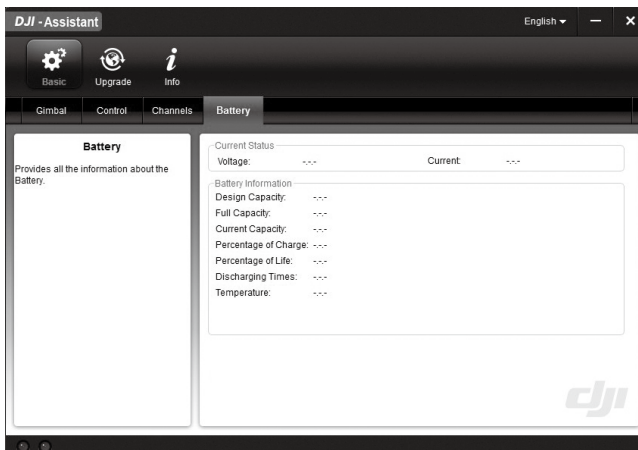 DJI - Assistant
English
Basic
Upgrade
Info
Gimbal
Control
Channels
Battery
Battery
Provides all the information about the
Battery.
Current Status
Voltage: -.-.-
Current: -.-.-
Battery Information
Design Capacity: -.-.-
Full Capacity: -.-.-
Current Capacity: -.-.-
Percentage of Charge: -.-.-
Percentage of Life: -.-.-
Discharging Times: -.-.-
Temperature: -.-.-
dji